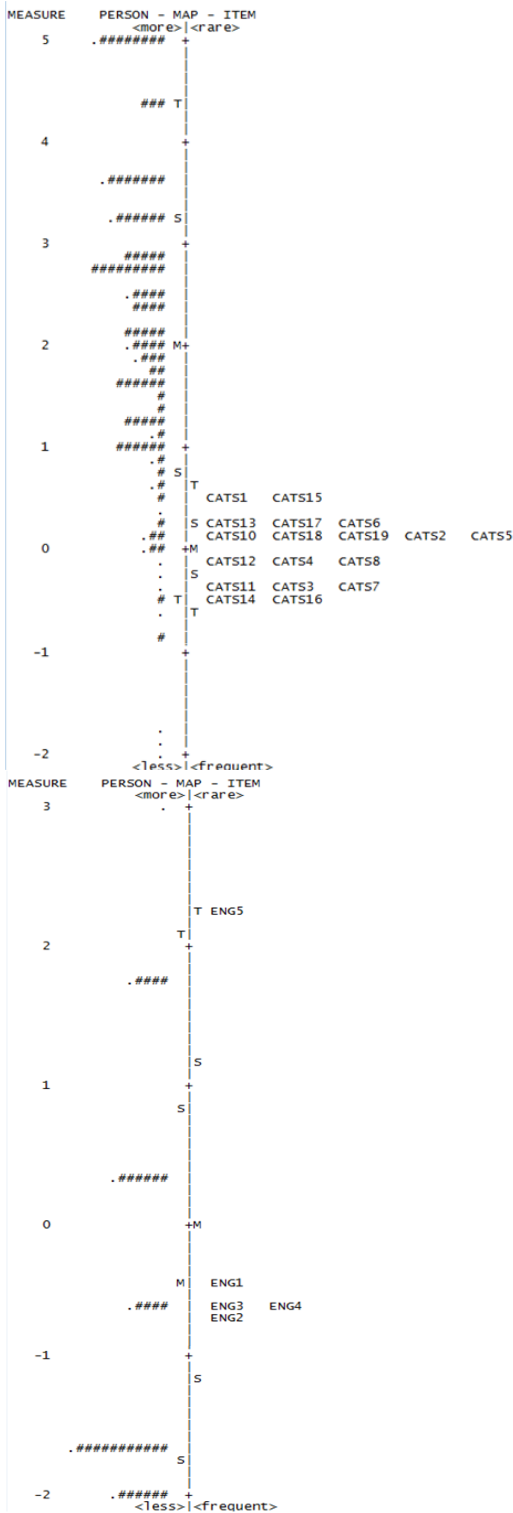 MEASURE PERSON - MAP - ITEM
<more>|<rare>
5 .######## +
### T|
4 +
.####### |
.###### S|
3 +
##### |
######### |
.#### |
#### |
##### |
2 .#### M+
.### |
## |
###### |
# |
# |
##### |
.# |
1 ###### +
.# |
# S|
.# |T
# | CATS1 CATS15
. |
# |S CATS13 CATS17 CATS6
.## | CATS10 CATS18 CATS19 CATS2 CATS5
0 .## +M
. | CATS12 CATS4 CATS8
. |S
. | CATS11 CATS3 CATS7
# T| CATS14 CATS16
. |T
# |
-1 +
. |
. |
-2 . +
<less>|<frequent>
MEASURE PERSON - MAP - ITEM
<more>|<rare>
3 . +
|T ENG5
T|
2 +
.#### |
|S
1 +
S|
.###### |
0 +M
M| ENG1
.#### | ENG3 ENG4
| ENG2
-1 +
|S
.########### |
S|
-2 .###### +
<less>|<frequent>